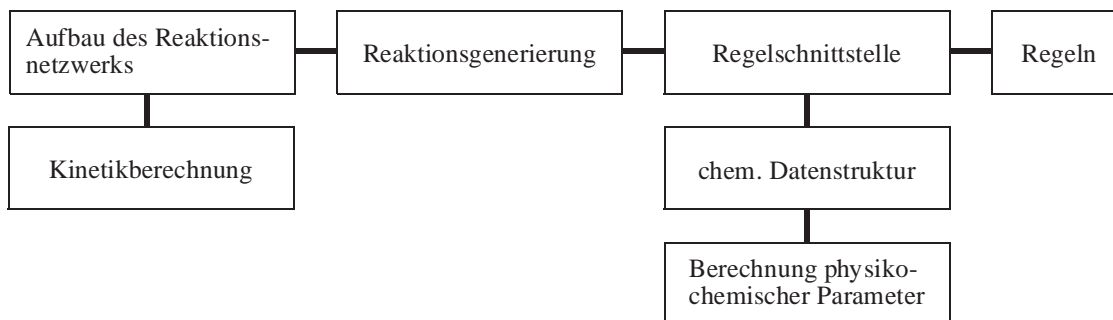 Aufbau des Reaktions-
netzwerks
Reaktionsgenerierung
Regelschnittstelle
Regeln
Kinetikberechnung
chem. Datenstruktur
Berechnung physiko-
chemischer Parameter